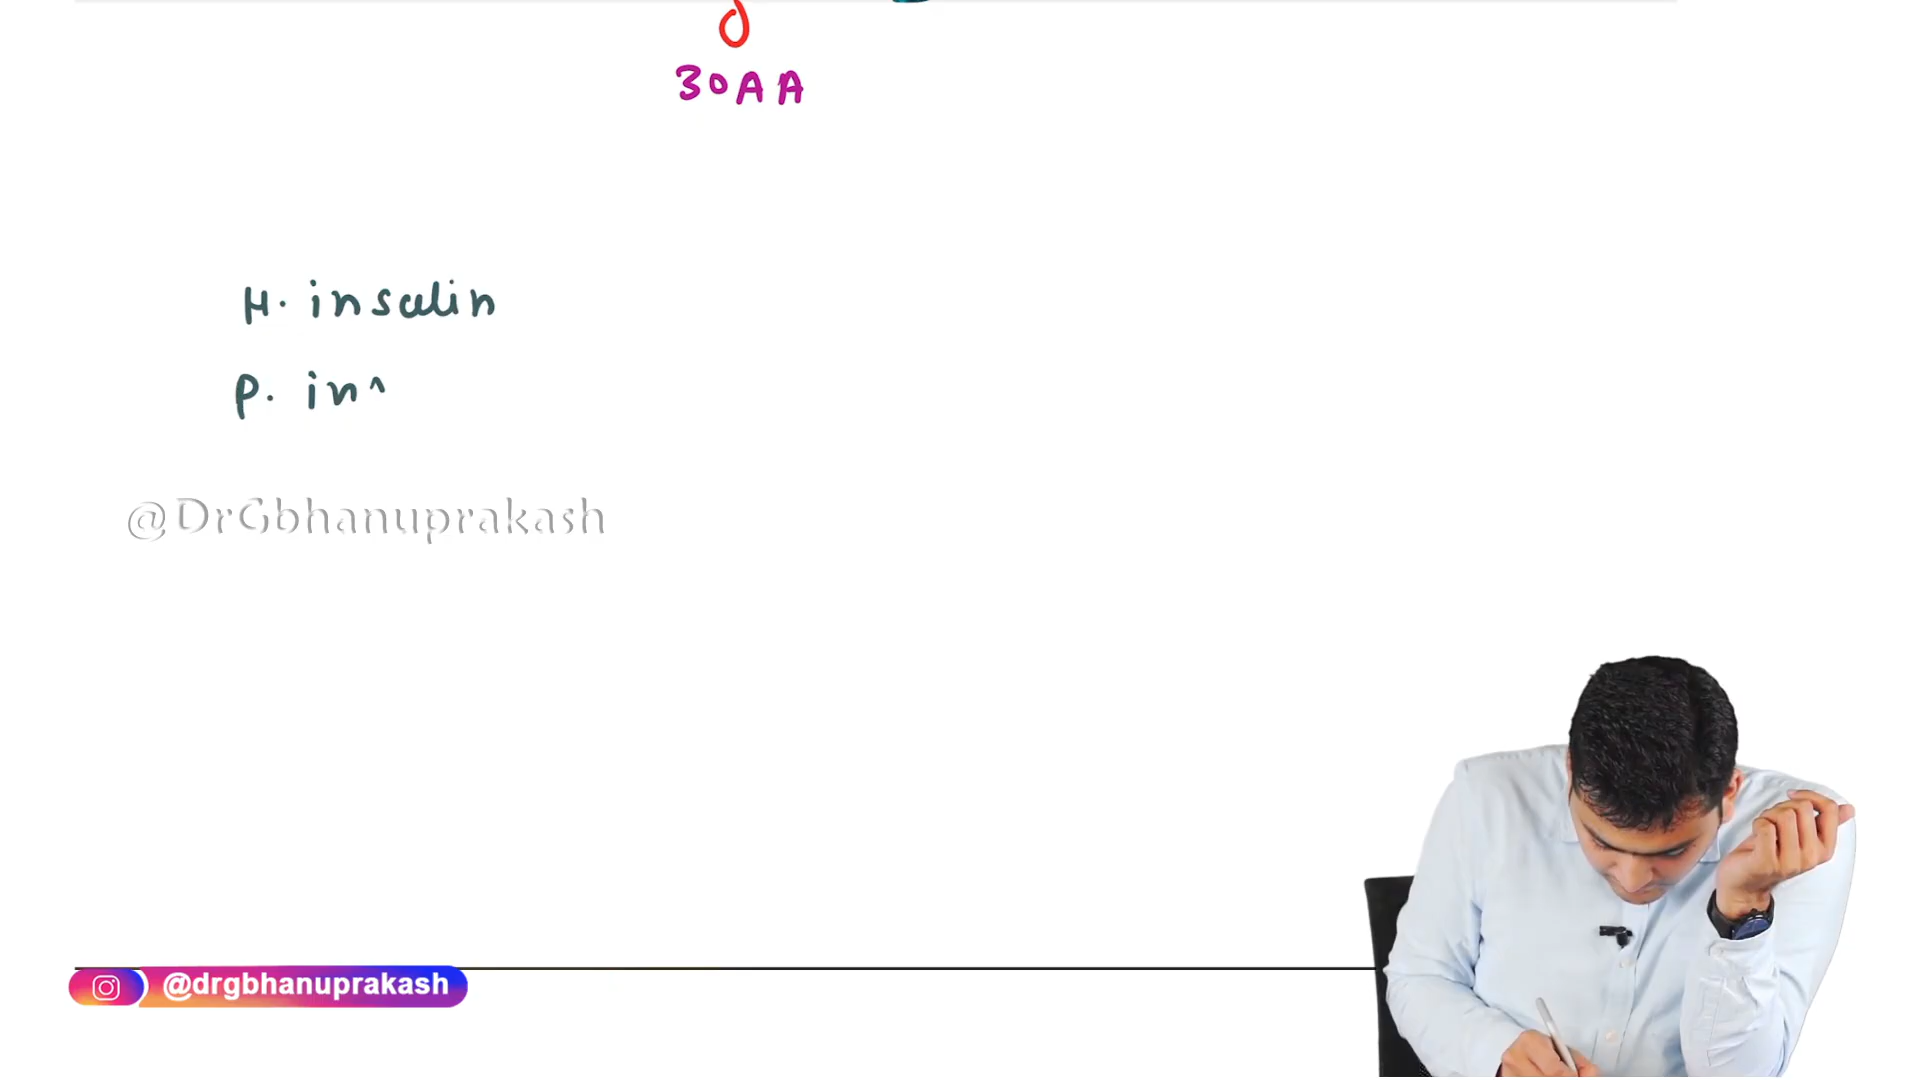 30AA
H. insulin
P. in
@DrGbhanuprakash
@drgbhanuprakash